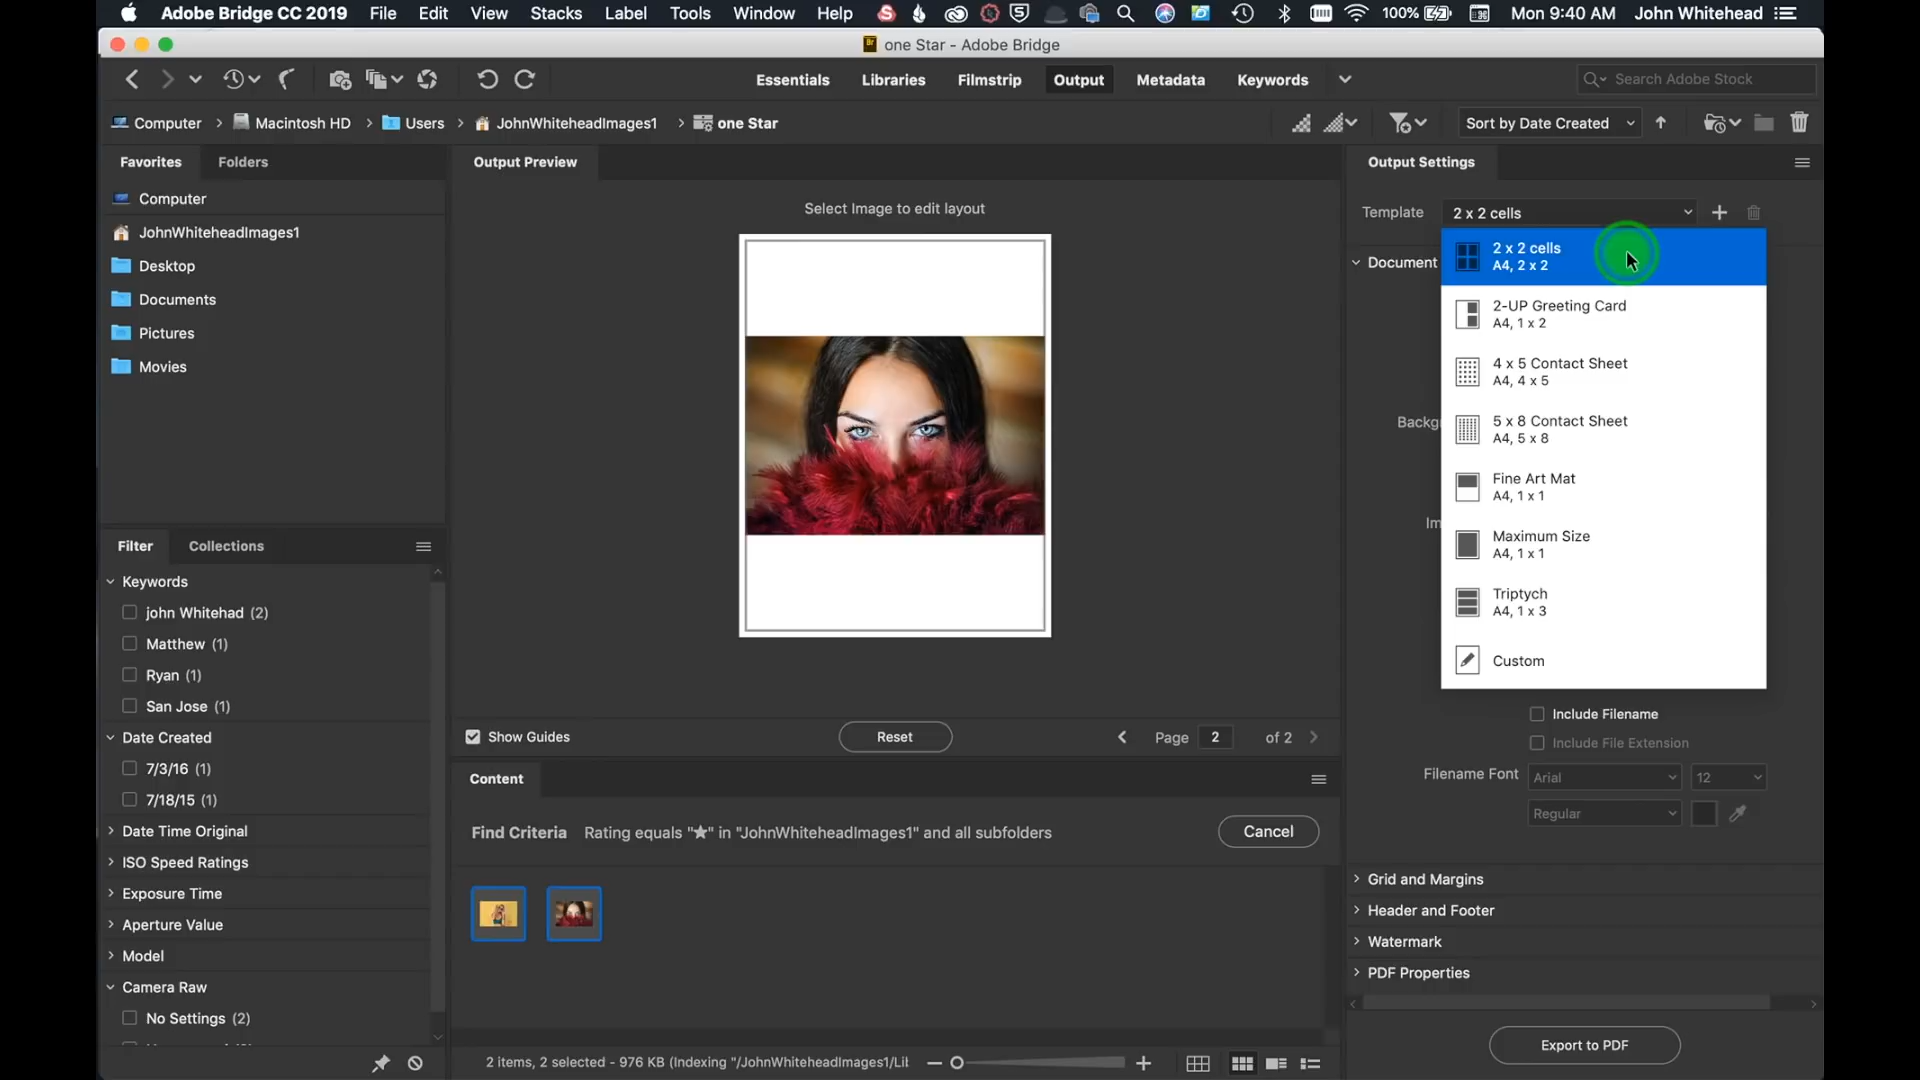 Adobe Bridge CC 2019 File Edit View Stacks Label Tools Window Help 100% Mon 9:40 AM John Whitehead
one Star - Adobe Bridge
Essentials Libraries Filmstrip Output Metadata Keywords Search Adobe Stock
Computer Macintosh HD Users JohnWhiteheadImages1 one Star Sort by Date Created
Favorites Folders
Computer
JohnWhiteheadImages1
Desktop
Documents
Pictures
Movies
Filter Collections
Keywords
john Whitehad (2)
Matthew (1)
Ryan (1)
San Jose (1)
Date Created
7/3/16 (1)
7/18/15 (1)
Date Time Original
ISO Speed Ratings
Exposure Time
Aperture Value
Model
Camera Raw
No Settings (2)
Output Preview
Select Image to edit layout
Show Guides Reset Page 2 of 2
Content
Find Criteria Rating equals "★" in "JohnWhiteheadImages1" and all subfolders Cancel
2 items, 2 selected - 976 KB (Indexing "/JohnWhiteheadImages1/Lib
Output Settings
Template 2 x 2 cells
Document
2 x 2 cells
A4, 2 x 2
2-UP Greeting Card
A4, 1 x 2
4 x 5 Contact Sheet
A4, 4 x 5
Backg
5 x 8 Contact Sheet
A4, 5 x 8
Fine Art Mat
A4, 1 x 1
Im
Maximum Size
A4, 1 x 1
Triptych
A4, 1 x 3
Custom
Include Filename
Include File Extension
Filename Font Arial 12
Regular
Grid and Margins
Header and Footer
Watermark
PDF Properties
Export to PDF